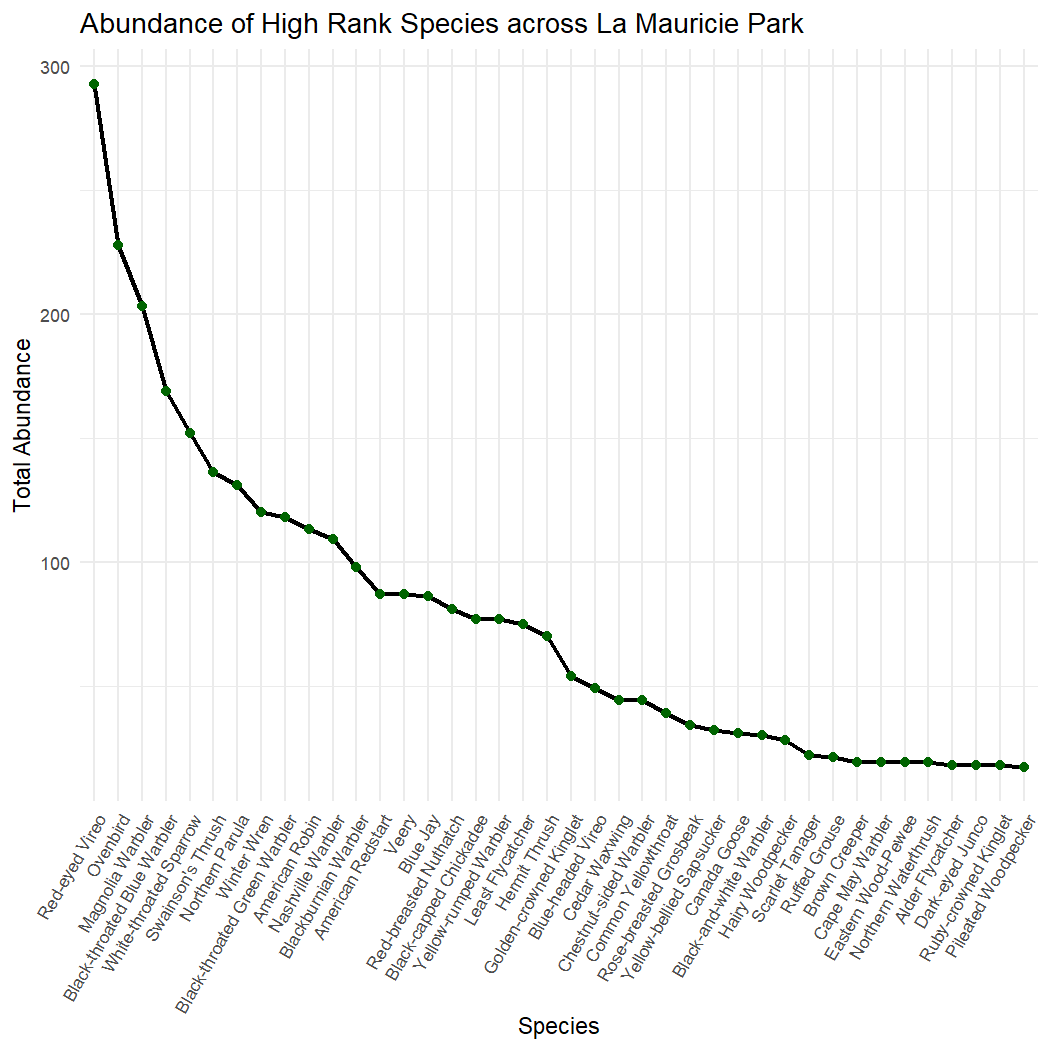 Abundance of High Rank Species across La Mauricie Park
300
200
100
Total Abundance
Red-eyed Vireo
Ovenbird
Magnolia Warbler
Black-throated Blue Warbler
White-throated Sparrow
Swainson's Thrush
Northern Parula
Winter Wren
Black-throated Green Warbler
American Robin
Nashville Warbler
Blackburnian Warbler
American Redstart
Veery
Blue Jay
Red-breasted Nuthatch
Black-capped Chickadee
Yellow-rumped Warbler
Least Flycatcher
Hermit Thrush
Golden-crowned Kinglet
Blue-headed Vireo
Cedar Waxwing
Chestnut-sided Warbler
Common Yellowthroat
Rose-breasted Grosbeak
Yellow-bellied Sapsucker
Canada Goose
Black-and-white Warbler
Hairy Woodpecker
Scarlet Tanager
Ruffed Grouse
Brown Creeper
Cape May Warbler
Eastern Wood-Pewee
Northern Waterthrush
Alder Flycatcher
Dark-eyed Junco
Ruby-crowned Kinglet
Pileated Woodpecker
Species